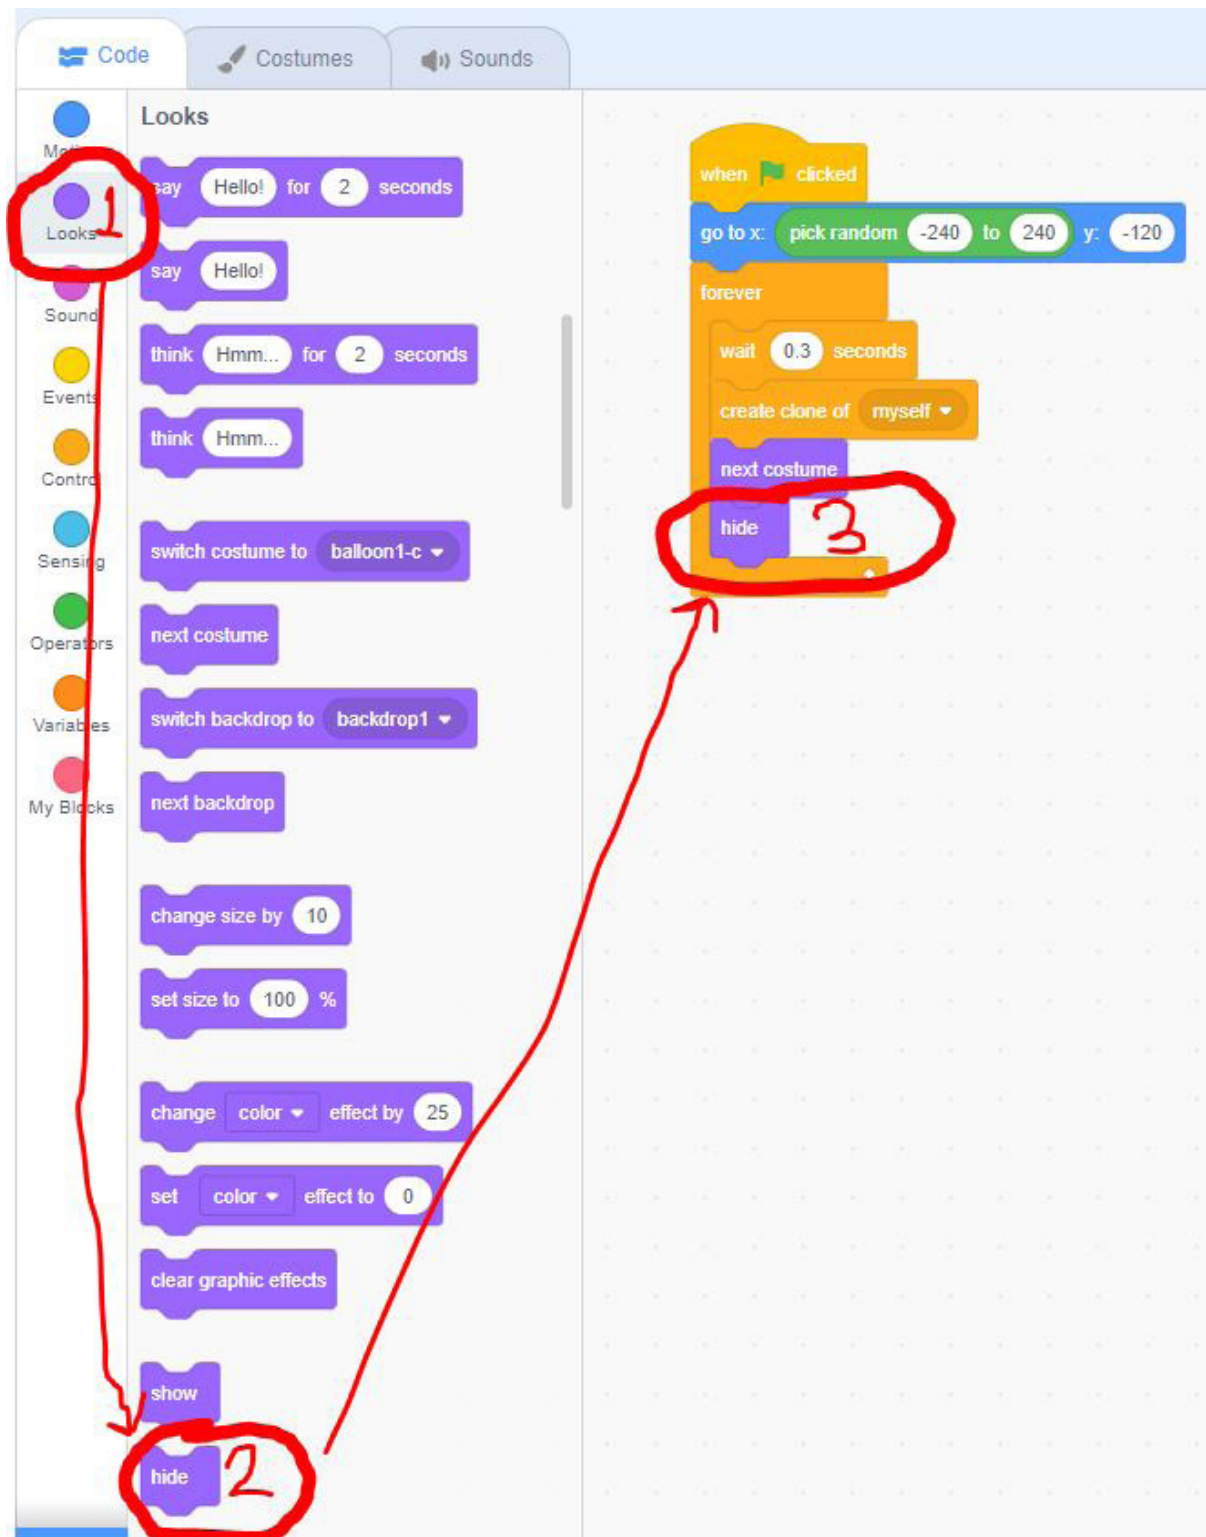 Code
Costumes
Sounds
Motion
Looks
Sound
Events
Control
Sensing
Operators
Variables
My Blocks
Looks
say Hello! for 2 seconds
say Hello!
think Hmm... for 2 seconds
think Hmm...
switch costume to balloon1-c
next costume
switch backdrop to backdrop1
next backdrop
change size by 10
set size to 100 %
change color effect by 25
set color effect to 0
clear graphic effects
show
hide
when clicked
go to x: pick random -240 to 240 y: -120
forever
wait 0.3 seconds
create clone of myself
next costume
hide
1
2
3